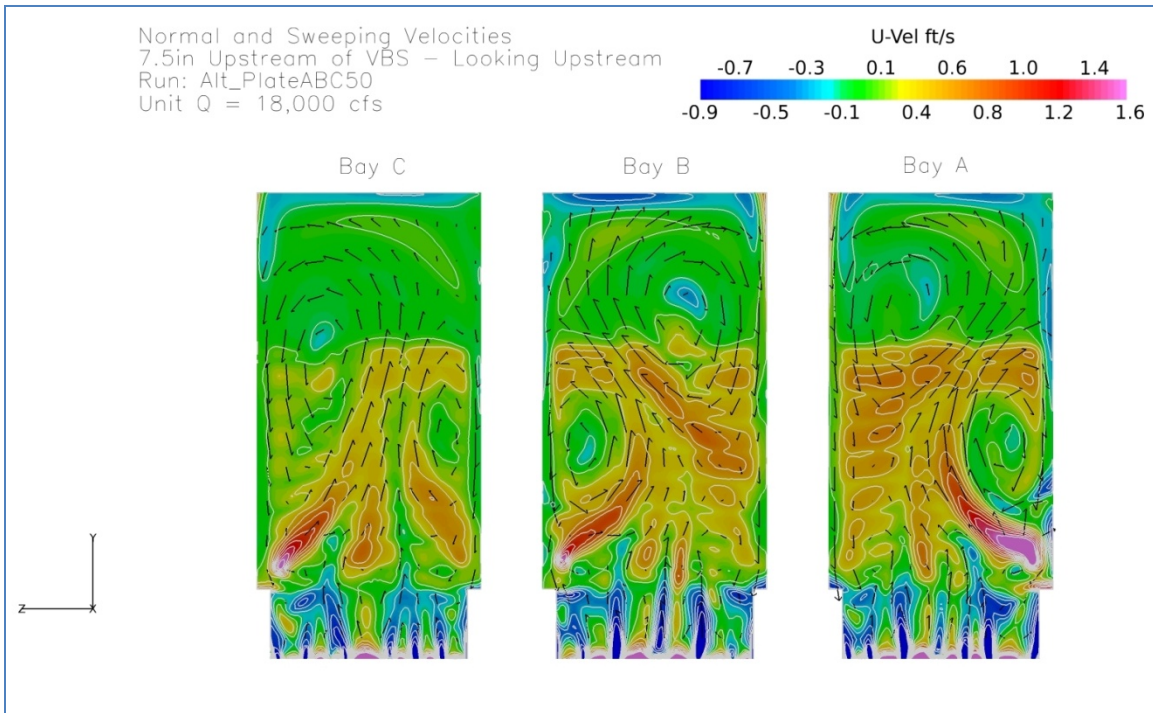 Normal and Sweeping Velocities
7.5in Upstream of VBS – Looking Upstream
Run: Alt_PlateABC50
Unit Q = 18,000 cfs
U-Vel ft/s
-0.7 -0.3 0.1 0.6 1.0 1.4
-0.9 -0.5 -0.1 0.4 0.8 1.2 1.6
Bay C Bay B Bay A
Y
Z X